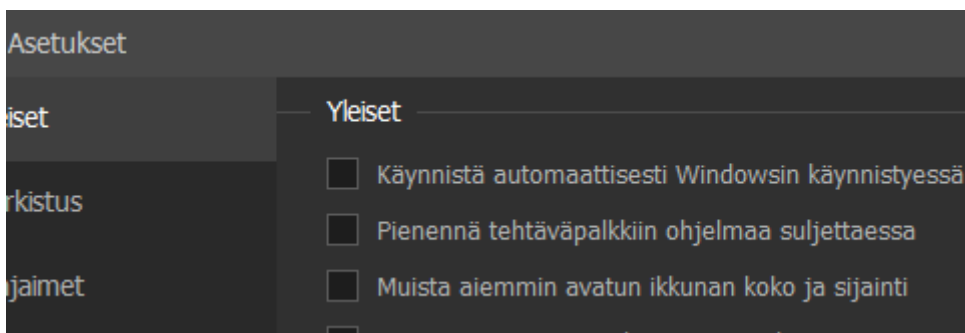 Asetukset
iset
Yleiset
Käynnistä automaattisesti Windowsin käynnistyessä
rkistus
Pienennä tehtäväpalkkiin ohjelmaa suljettaessa
jaimet
Muista aiemmin avatun ikkunan koko ja sijainti